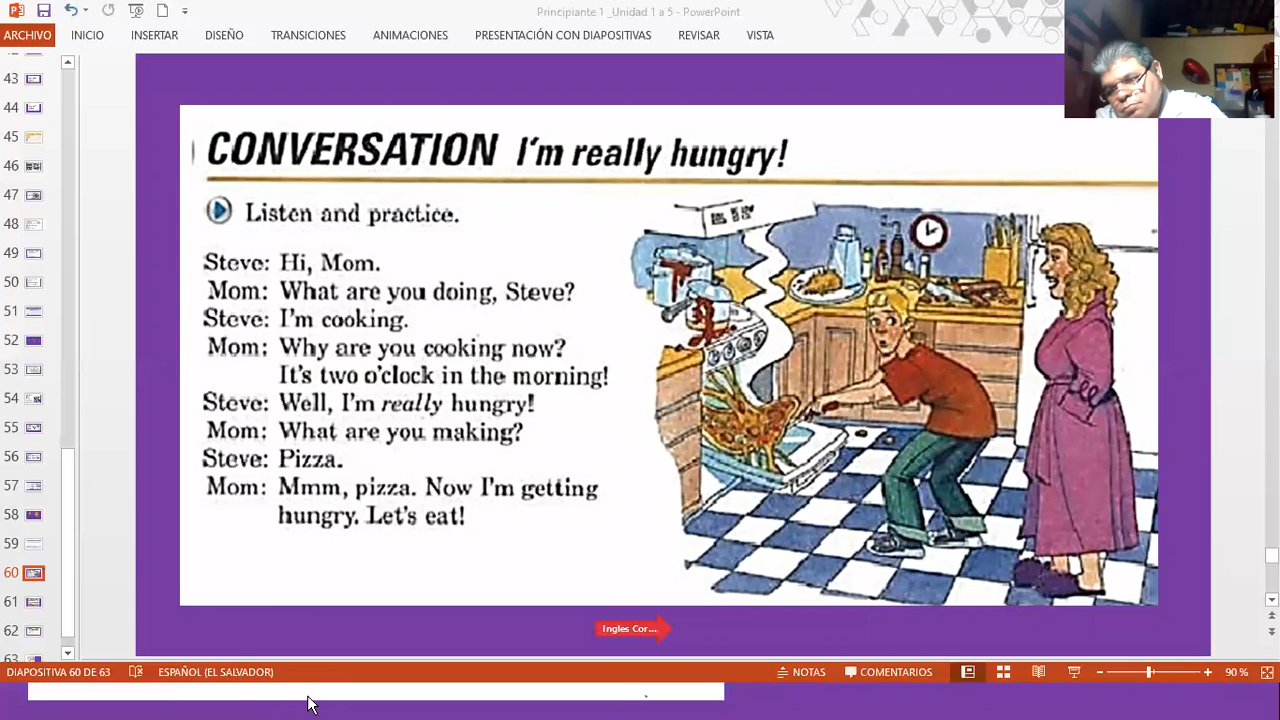 Principiante 1 _Unidad 1 a 5 - PowerPoint
ARCHIVO INICIO INSERTAR DISEÑO TRANSICIONES ANIMACIONES PRESENTACIÓN CON DIAPOSITIVAS REVISAR VISTA
43
44
45
46
47
48
49
50
51
52
53
54
55
56
57
58
59
60
61
62
63
CONVERSATION I'm really hungry!
Listen and practice.
Steve: Hi, Mom.
Mom: What are you doing, Steve?
Steve: I'm cooking.
Mom: Why are you cooking now?
It's two o'clock in the morning!
Steve: Well, I'm really hungry!
Mom: What are you making?
Steve: Pizza.
Mom: Mmm, pizza. Now I'm getting
hungry. Let's eat!
Ingles Cor...
DIAPOSITIVA 60 DE 63 ESPAÑOL (EL SALVADOR) NOTAS COMENTARIOS 90 %